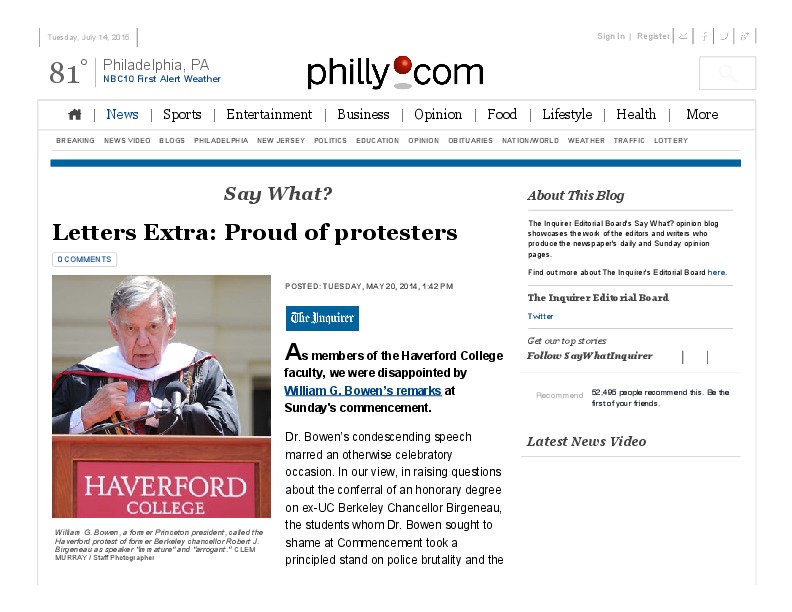 Tuesday, July 14, 2015
Sign In | Register
81°
Philadelphia, PA
NBC10 First Alert Weather
philly.com
News | Sports | Entertainment | Business | Opinion | Food | Lifestyle | Health | More
BREAKING NEWS VIDEO BLOGS PHILADELPHIA NEW JERSEY POLITICS EDUCATION OPINION OBITUARIES NATION/WORLD WEATHER TRAFFIC LOTTERY
Say What?
Letters Extra: Proud of protesters
0 COMMENTS
HAVERFORD
COLLEGE
William G. Bowen, a former Princeton president, called the
Haverford protest of former Berkeley chancellor Robert J.
Birgeneau as speaker "immature" and "arrogant." CLEM
MURRAY / Staff Photographer
POSTED: TUESDAY, MAY 20, 2014, 1:42 PM
The Inquirer
As members of the Haverford College
faculty, we were disappointed by
William G. Bowen's remarks at
Sunday's commencement.
Dr. Bowen's condescending speech
marred an otherwise celebratory
occasion. In our view, in raising questions
about the conferral of an honorary degree
on ex-UC Berkeley Chancellor Birgeneau,
the students whom Dr. Bowen sought to
shame at Commencement took a
principled stand on police brutality and the
About This Blog
The Inquirer Editorial Board's Say What? opinion blog
showcases the work of the editors and writers who
produce the newspaper's daily and Sunday opinion
pages.
Find out more about The Inquirer's Editorial Board here.
The Inquirer Editorial Board
Twitter
Get our top stories
Follow SayWhatInquirer
Recommend
52,495 people recommend this. Be the
first of your friends.
Latest News Video